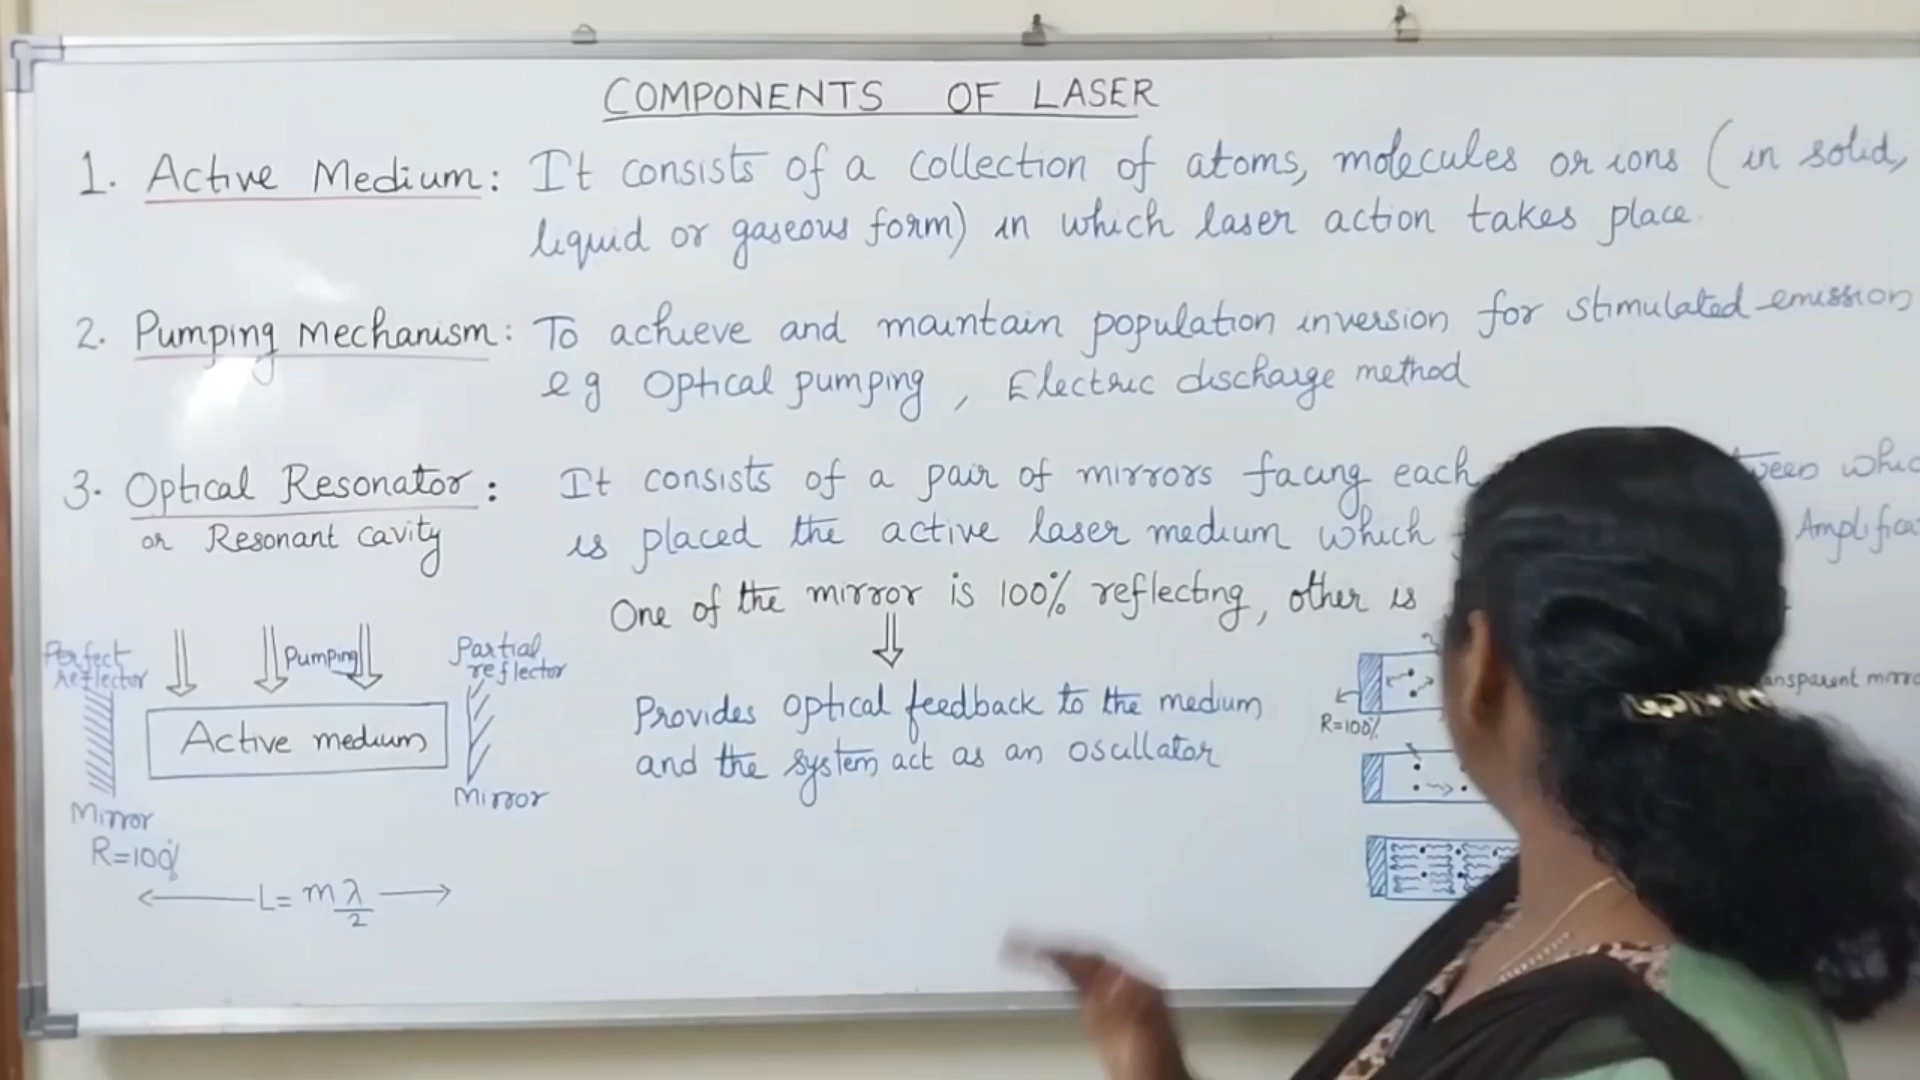 COMPONENTS OF LASER
1. Active Medium: It consists of a collection of atoms, molecules or ions (in solid,
liquid or gaseous form) in which laser action takes place.
2. Pumping Mechanism: To achieve and maintain population inversion for stimulated emission
eg Optical pumping, Electric discharge method
3. Optical Resonator: It consists of a pair of mirrors facing each
or Resonant cavity
is placed the active laser medium which
One of the mirror is 100% reflecting, other is
Provides optical feedback to the medium
and the system act as an oscillator
Perfect
Reflector
Pumping
Partial
reflector
Active medium
Mirror
R=100%
Mirror
L= mλ/2
R=100%